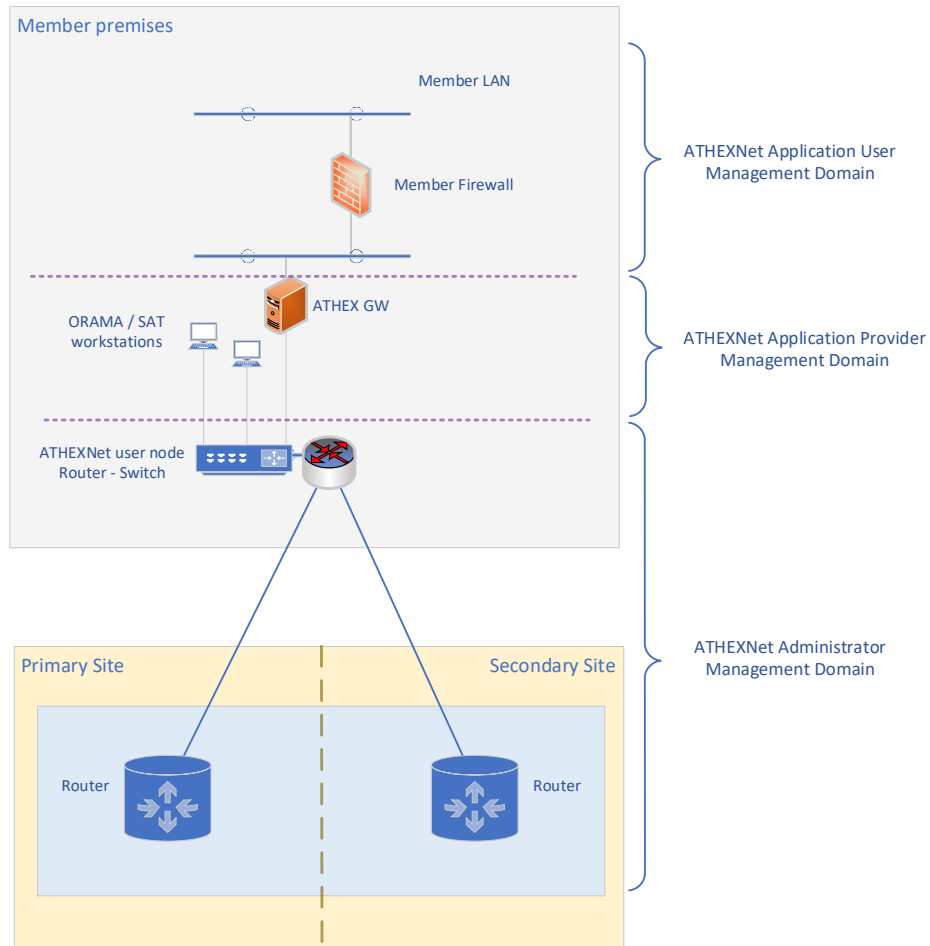 Member premises
Member LAN
Member Firewall
ATHEXNet Application User
Management Domain
ATHEX GW
ORAMA / SAT
workstations
ATHEXNet Application Provider
Management Domain
ATHEXNet user node
Router - Switch
ATHEXNet Administrator
Management Domain
Primary Site
Secondary Site
Router
Router